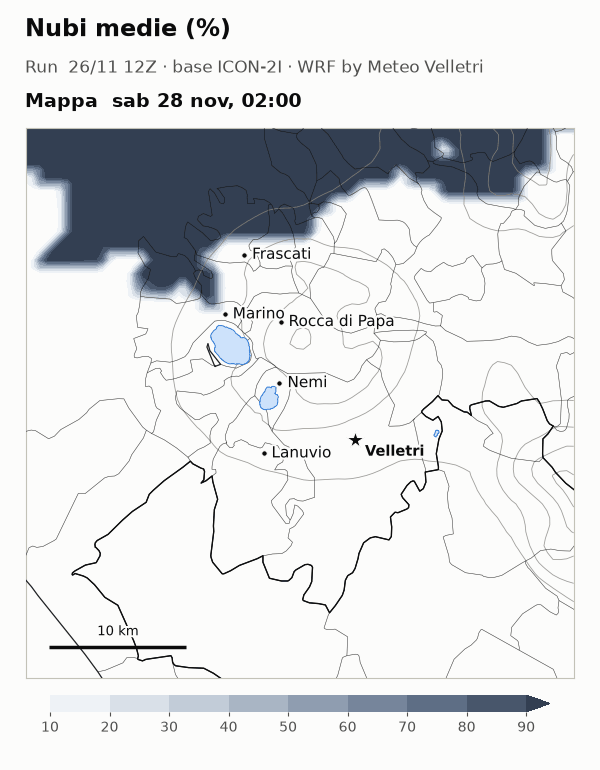 Nubi medie (%)
Run 26/11 12Z · base ICON-2I · WRF by Meteo Velletri
Mappa sab 28 nov, 02:00
Frascati
Marino
Rocca di Papa
Nemi
Velletri
Lanuvio
10 km
10 20 30 40 50 60 70 80 90